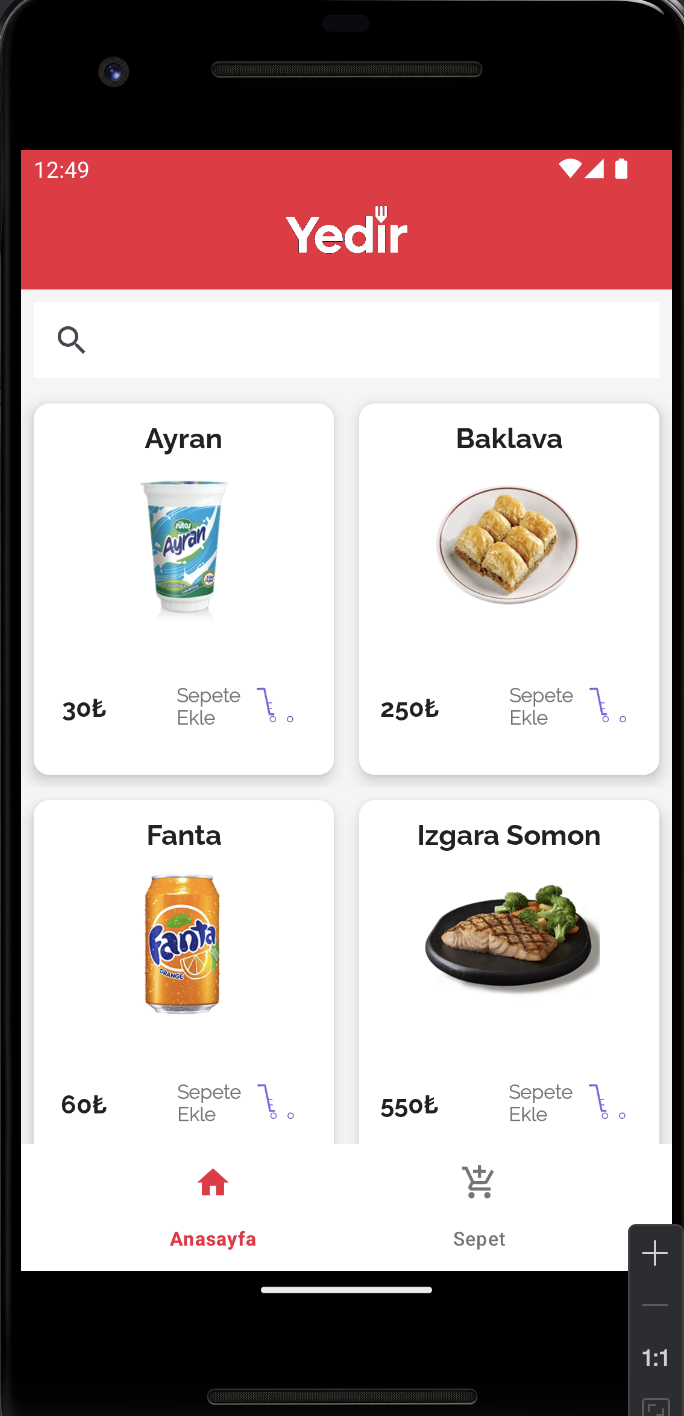 12:49
Yedir
Ayran
Baklava
sütaş
Ayran
30₺
Sepete
Ekle
250₺
Sepete
Ekle
Fanta
Izgara Somon
Fanta
ORANGE
60₺
Sepete
Ekle
550₺
Sepete
Ekle
Anasayfa
Sepet
1:1